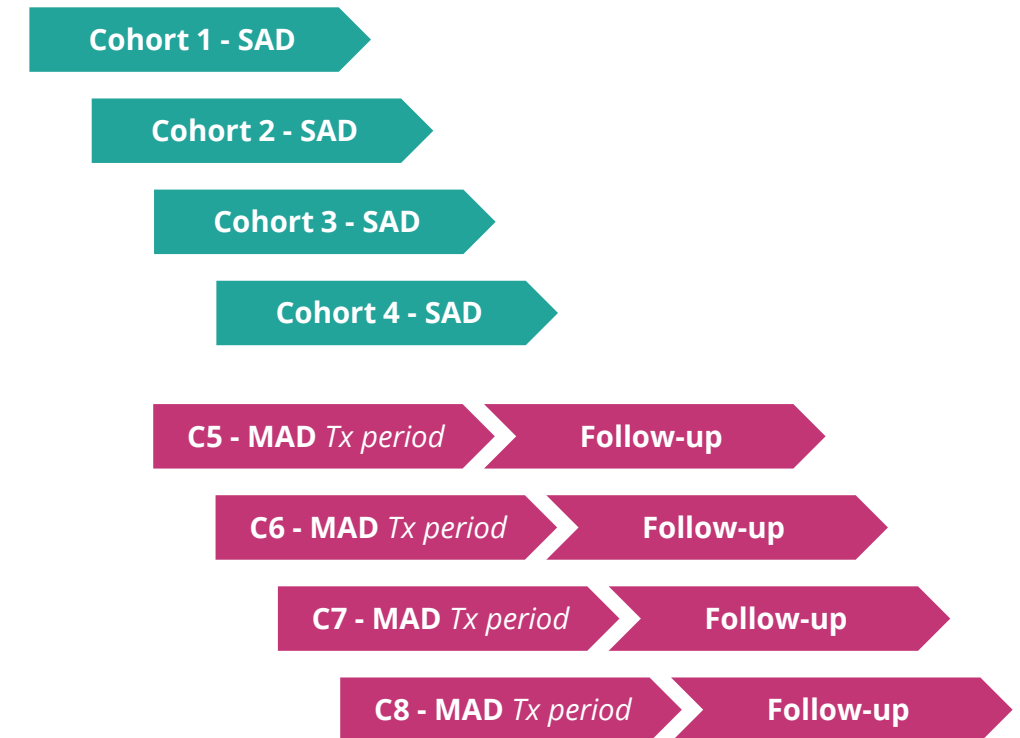 Cohort 1 - SAD
Cohort 2 - SAD
Cohort 3 - SAD
Cohort 4 - SAD
C5 - MAD Tx period Follow-up
C6 - MAD Tx period Follow-up
C7 - MAD Tx period Follow-up
C8 - MAD Tx period Follow-up